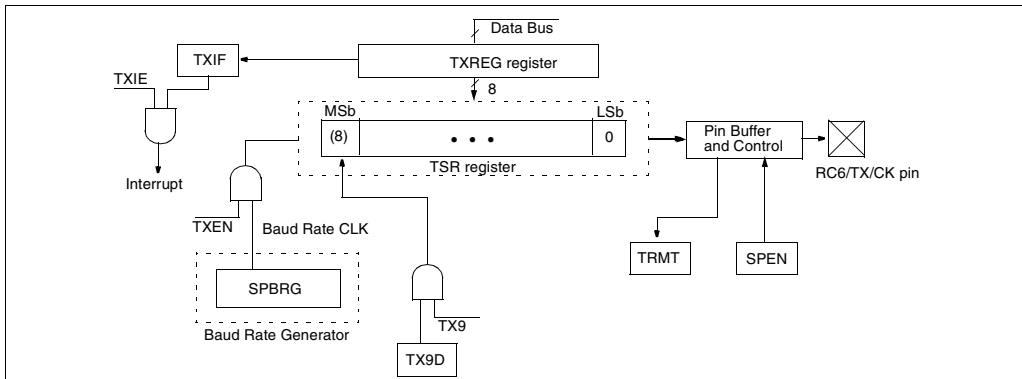 Data Bus
TXIF
TXREG register
TXIE
8
MSb
LSb
(8)
• • •
0
Pin Buffer
and Control
TSR register
Interrupt
RC6/TX/CK pin
TXEN
Baud Rate CLK
TRMT
SPEN
SPBRG
TX9
Baud Rate Generator
TX9D